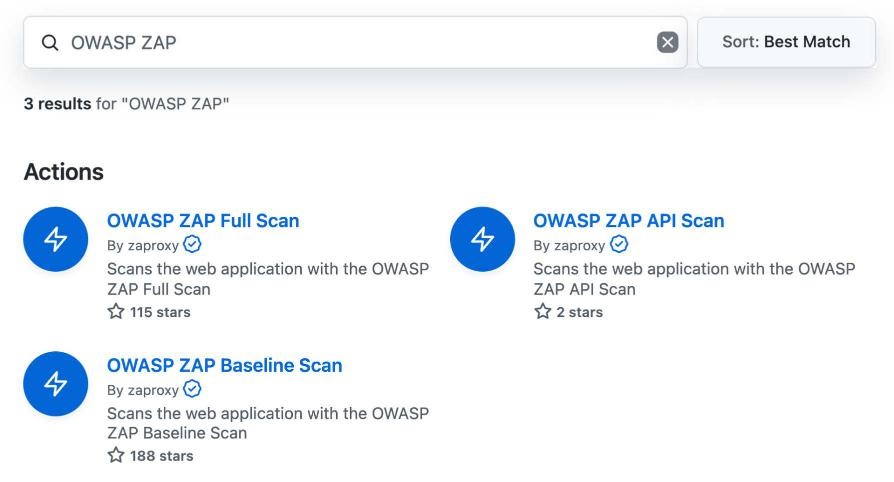 OWASP ZAP
Sort: Best Match
3 results for "OWASP ZAP"
Actions
OWASP ZAP Full Scan
By zaproxy
Scans the web application with the OWASP
ZAP Full Scan
115 stars
OWASP ZAP API Scan
By zaproxy
Scans the web application with the OWASP
ZAP API Scan
2 stars
OWASP ZAP Baseline Scan
By zaproxy
Scans the web application with the OWASP
ZAP Baseline Scan
188 stars